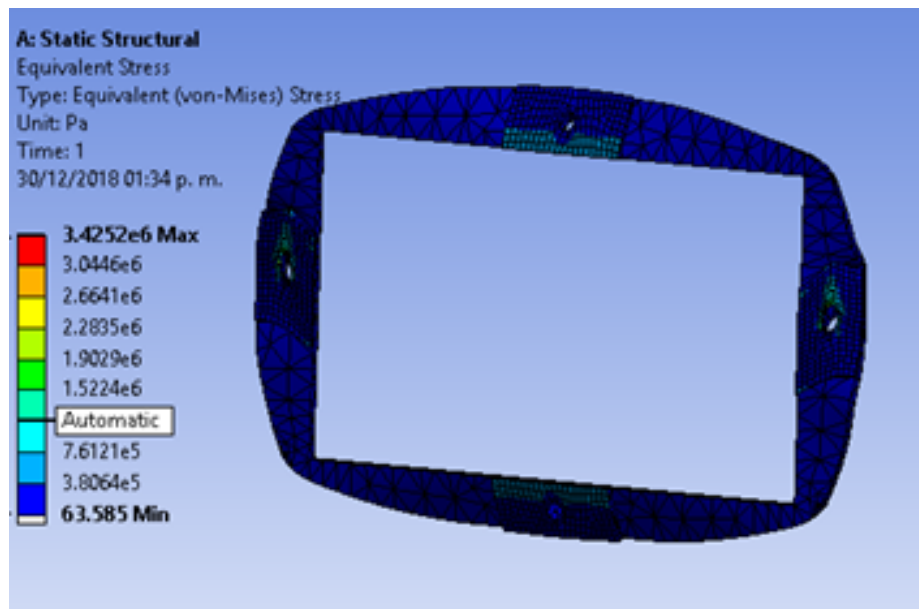 A: Static Structural
Equivalent Stress
Type: Equivalent (von-Mises) Stress
Unit: Pa
Time: 1
30/12/2018 01:34 p. m.
3.4252e6 Max
3.0446e6
2.6641e6
2.2835e6
1.9029e6
1.5224e6
Automatic
7.6121e5
3.8064e5
63.585 Min